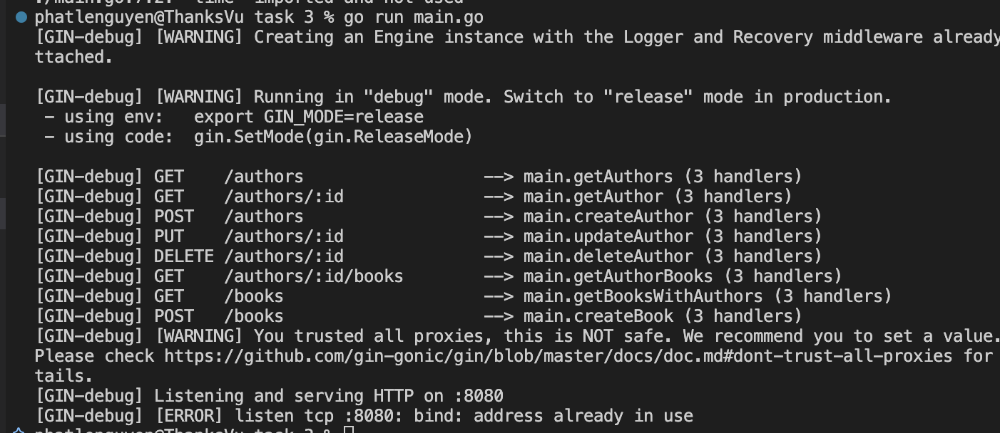 ./main.go:7:2: "time" imported and not used
phatlenguyen@ThanksVu task 3 % go run main.go
[GIN-debug] [WARNING] Creating an Engine instance with the Logger and Recovery middleware already
ttached.
[GIN-debug] [WARNING] Running in "debug" mode. Switch to "release" mode in production.
 - using env:   export GIN_MODE=release
 - using code:  gin.SetMode(gin.ReleaseMode)
[GIN-debug] GET    /authors                  --> main.getAuthors (3 handlers)
[GIN-debug] GET    /authors/:id              --> main.getAuthor (3 handlers)
[GIN-debug] POST   /authors                  --> main.createAuthor (3 handlers)
[GIN-debug] PUT    /authors/:id              --> main.updateAuthor (3 handlers)
[GIN-debug] DELETE /authors/:id              --> main.deleteAuthor (3 handlers)
[GIN-debug] GET    /authors/:id/books        --> main.getAuthorBooks (3 handlers)
[GIN-debug] GET    /books                    --> main.getBooksWithAuthors (3 handlers)
[GIN-debug] POST   /books                    --> main.createBook (3 handlers)
[GIN-debug] [WARNING] You trusted all proxies, this is NOT safe. We recommend you to set a value.
Please check https://github.com/gin-gonic/gin/blob/master/docs/doc.md#dont-trust-all-proxies for
tails.
[GIN-debug] Listening and serving HTTP on :8080
[GIN-debug] [ERROR] listen tcp :8080: bind: address already in use
phatlenguyen@ThanksVu task 3 %